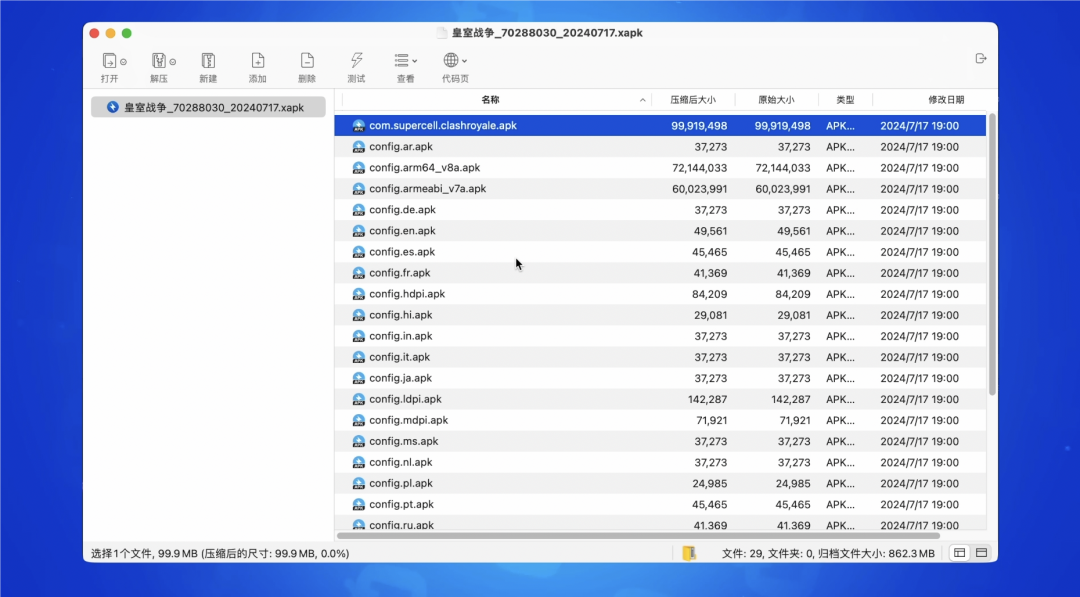 皇室战争_70288030_20240717.xapk
打开 解压 新建 添加 删除 测试 查看 代码页
皇室战争_70288030_20240717.xapk
名称 压缩后大小 原始大小 类型 修改日期
com.supercell.clashroyale.apk 99,919,498 99,919,498 APK... 2024/7/17 19:00
config.ar.apk 37,273 37,273 APK... 2024/7/17 19:00
config.arm64_v8a.apk 72,144,033 72,144,033 APK... 2024/7/17 19:00
config.armeabi_v7a.apk 60,023,991 60,023,991 APK... 2024/7/17 19:00
config.de.apk 37,273 37,273 APK... 2024/7/17 19:00
config.en.apk 49,561 49,561 APK... 2024/7/17 19:00
config.es.apk 45,465 45,465 APK... 2024/7/17 19:00
config.fr.apk 41,369 41,369 APK... 2024/7/17 19:00
config.hdpi.apk 84,209 84,209 APK... 2024/7/17 19:00
config.hi.apk 29,081 29,081 APK... 2024/7/17 19:00
config.in.apk 37,273 37,273 APK... 2024/7/17 19:00
config.it.apk 37,273 37,273 APK... 2024/7/17 19:00
config.ja.apk 37,273 37,273 APK... 2024/7/17 19:00
config.ldpi.apk 142,287 142,287 APK... 2024/7/17 19:00
config.mdpi.apk 71,921 71,921 APK... 2024/7/17 19:00
config.ms.apk 37,273 37,273 APK... 2024/7/17 19:00
config.nl.apk 37,273 37,273 APK... 2024/7/17 19:00
config.pl.apk 24,985 24,985 APK... 2024/7/17 19:00
config.pt.apk 45,465 45,465 APK... 2024/7/17 19:00
config.ru.apk 41,369 41,369 APK... 2024/7/17 19:00
选择1个文件, 99.9 MB (压缩后的尺寸: 99.9 MB, 0.0%) 文件: 29, 文件夹: 0, 归档文件大小: 862.3 MB